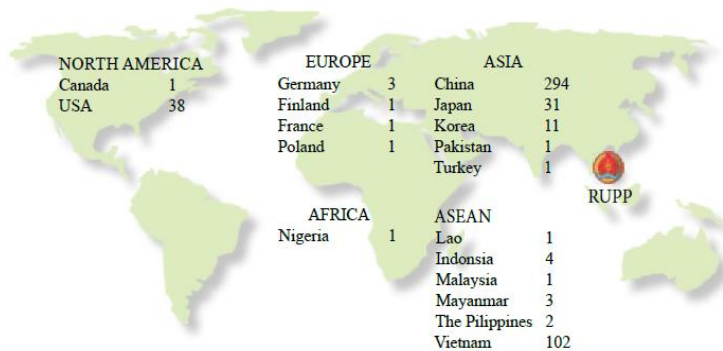 NORTH AMERICA
Canada 1
USA 38
EUROPE
Germany 3
Finland 1
France 1
Poland 1
AFRICA
Nigeria 1
ASIA
China 294
Japan 31
Korea 11
Pakistan 1
Turkey 1
RUPP
ASEAN
Lao 1
Indonsia 4
Malaysia 1
Mayanmar 3
The Pilippines 2
Vietnam 102